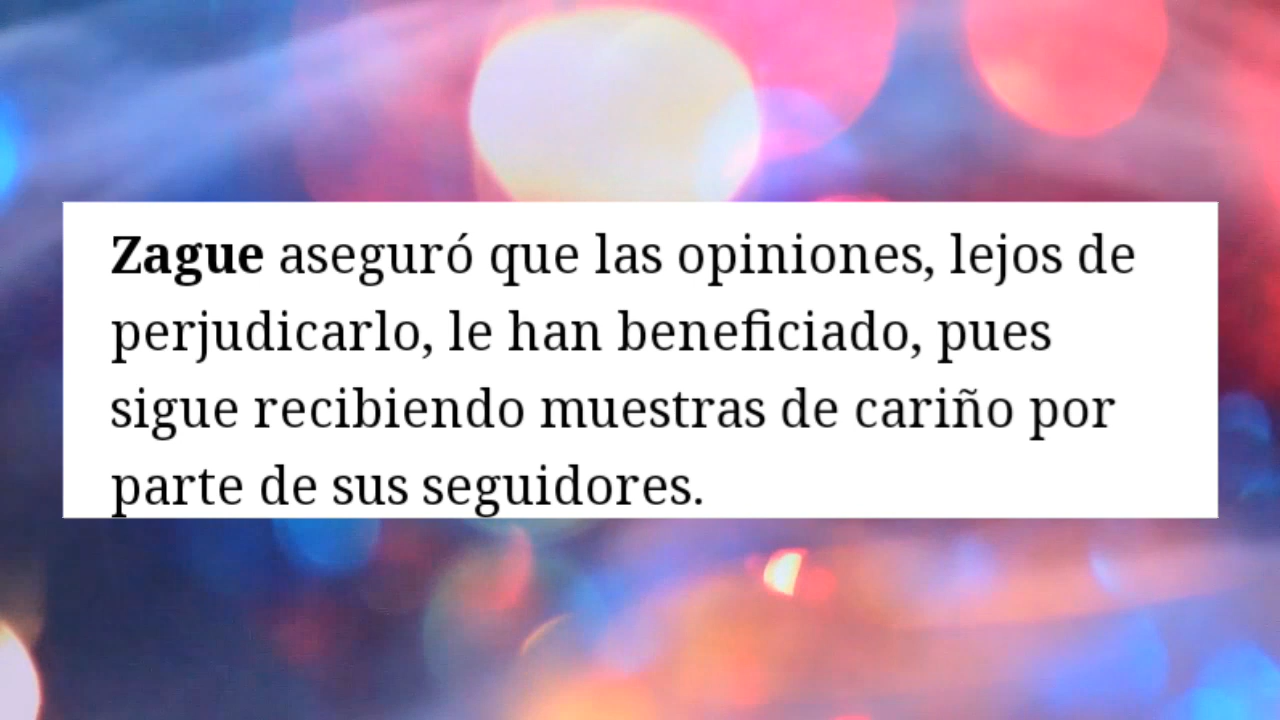 Zague aseguró que las opiniones, lejos de
perjudicarlo, le han beneficiado, pues
sigue recibiendo muestras de cariño por
parte de sus seguidores.